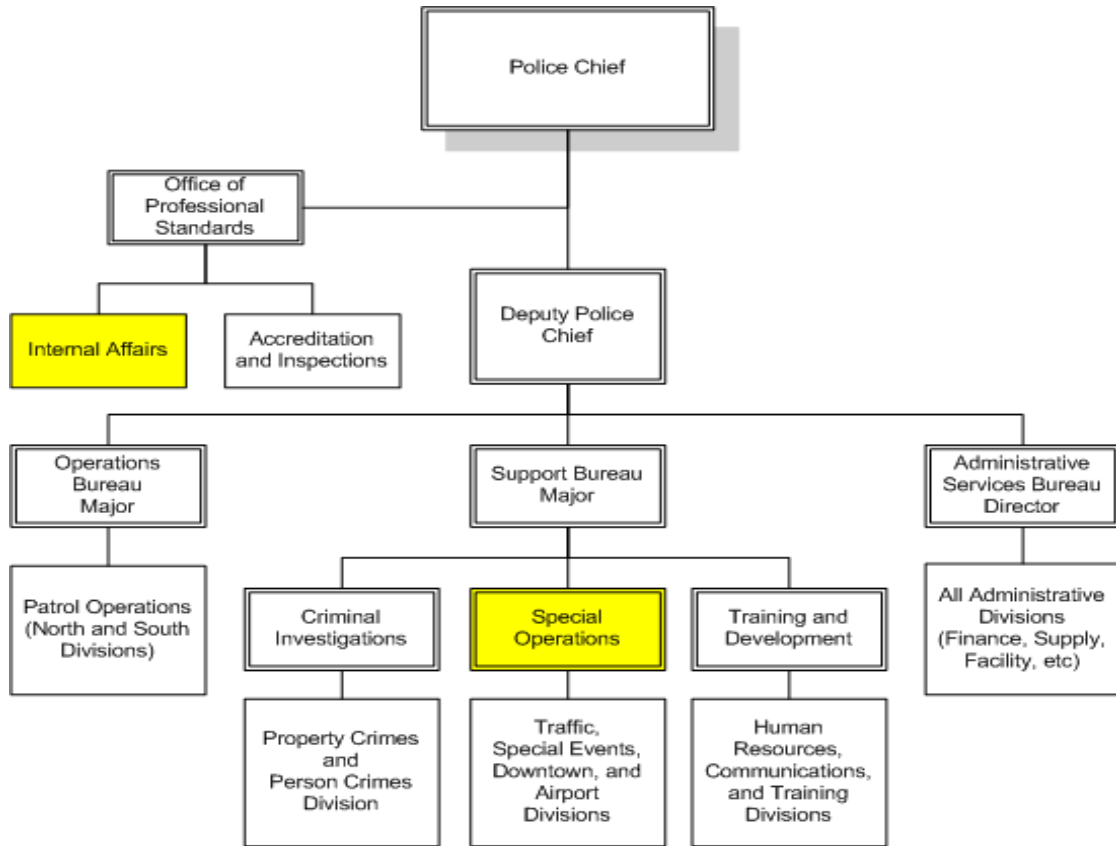 Police Chief
Office of
Professional
Standards
Deputy Police
Chief
Internal Affairs
Accreditation
and Inspections
Operations
Bureau
Major
Support Bureau
Major
Administrative
Services Bureau
Director
Patrol Operations
(North and South
Divisions)
Criminal
Investigations
Special
Operations
Training and
Development
All Administrative
Divisions
(Finance, Supply,
Facility, etc)
Property Crimes
and
Person Crimes
Division
Traffic,
Special Events,
Downtown, and
Airport
Divisions
Human
Resources,
Communications,
and Training
Divisions